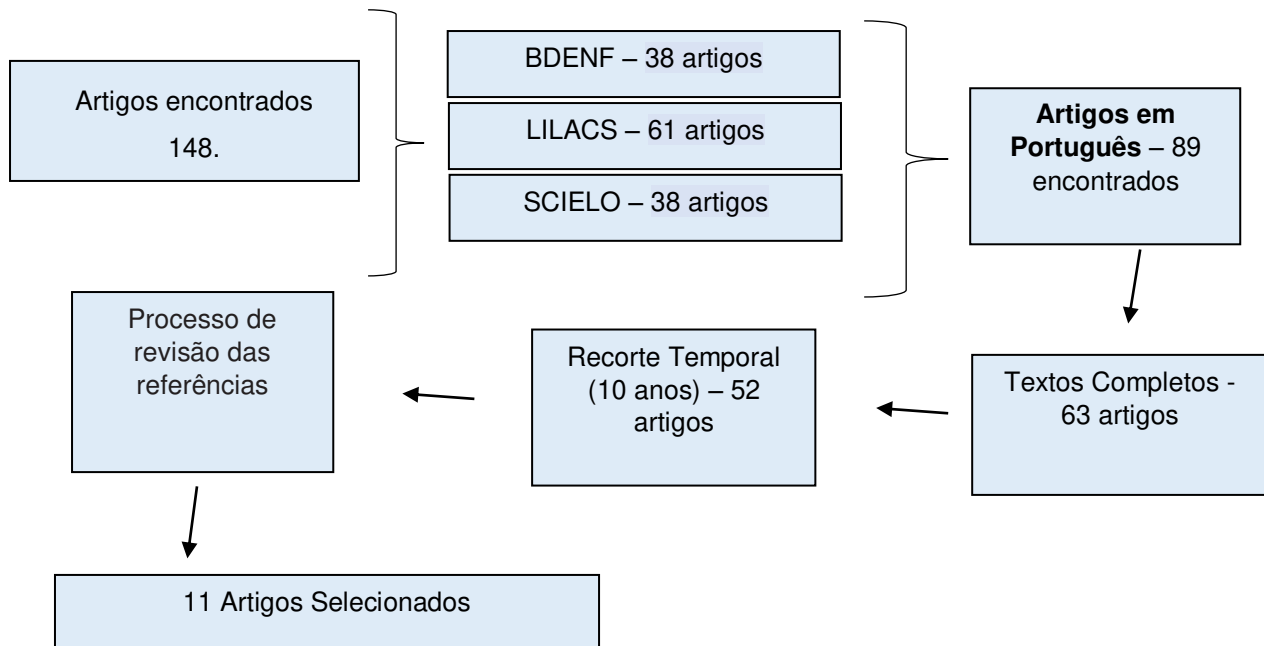 Artigos encontrados
148.
BDENF – 38 artigos
LILACS – 61 artigos
SCIELO – 38 artigos
Artigos em
Português – 89
encontrados
Textos Completos -
63 artigos
Recorte Temporal
(10 anos) – 52
artigos
Processo de
revisão das
referências
11 Artigos Selecionados